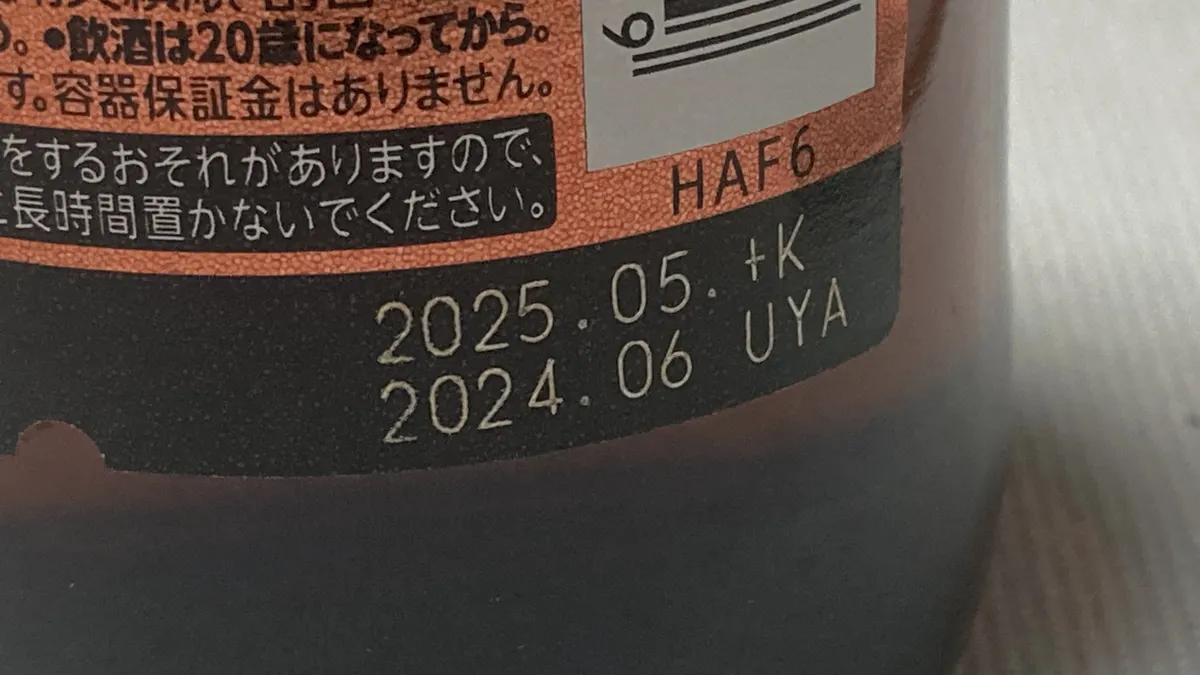 。●飲酒は20歳になってから。
す。容器保証金はありません。
をするおそれがありますので、
長時間置かないでください。
6
HAF6
2025.05.+K
2024.06 UYA